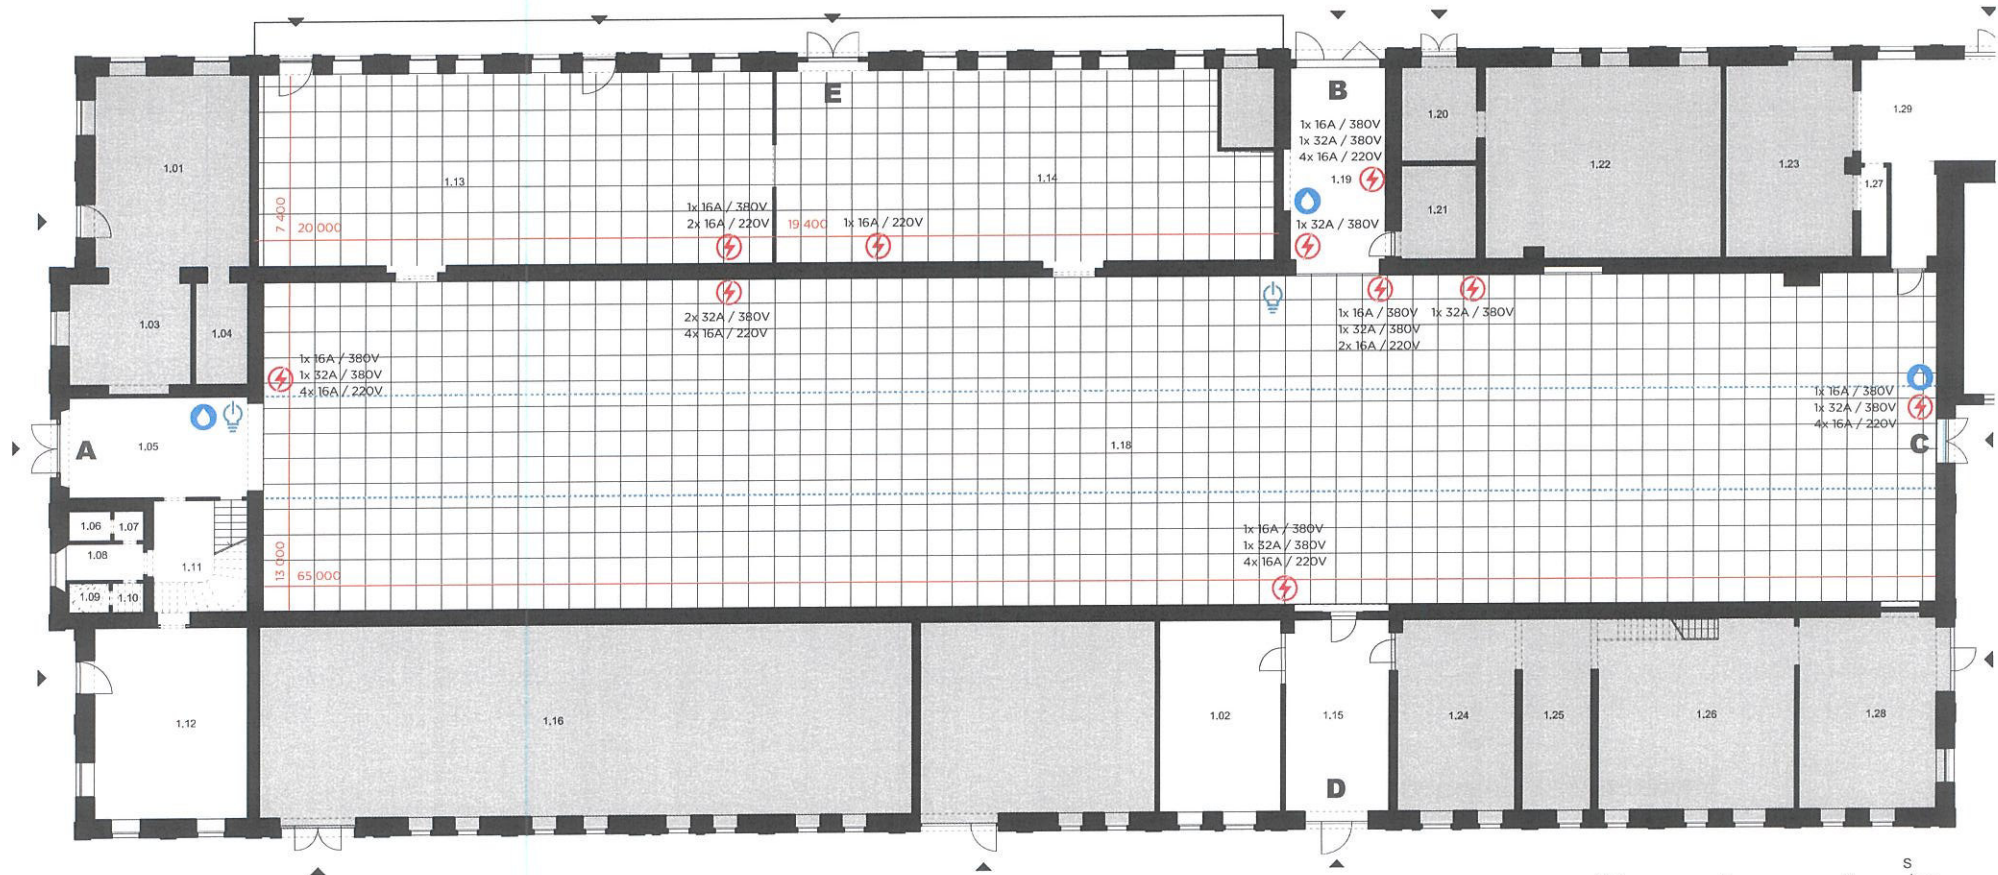 E
B
1x 16A / 380V
1x 32A / 380V
4x 16A / 220V
1.19
1x 32A / 380V
1.20
1.21
1.22
1.23
1.29
1.27
1.01
1.13
1.14
7 400
20 000
1x 16A / 380V
2x 16A / 220V
19 400
1x 16A / 220V
1.03
1.04
2x 32A / 380V
4x 16A / 220V
1x 16A / 380V
1x 32A / 380V
2x 16A / 220V
1x 32A / 380V
1x 16A / 380V
1x 32A / 380V
4x 16A / 220V
1x 16A / 380V
1x 32A / 380V
4x 16A / 220V
A
1.05
1.18
C
1.06
1.07
1.08
1.09
1.10
1.11
13 000
65 000
1x 16A / 380V
1x 32A / 380V
4x 16A / 220V
1.12
1.16
1.02
1.15
D
1.24
1.25
1.26
1.28
S